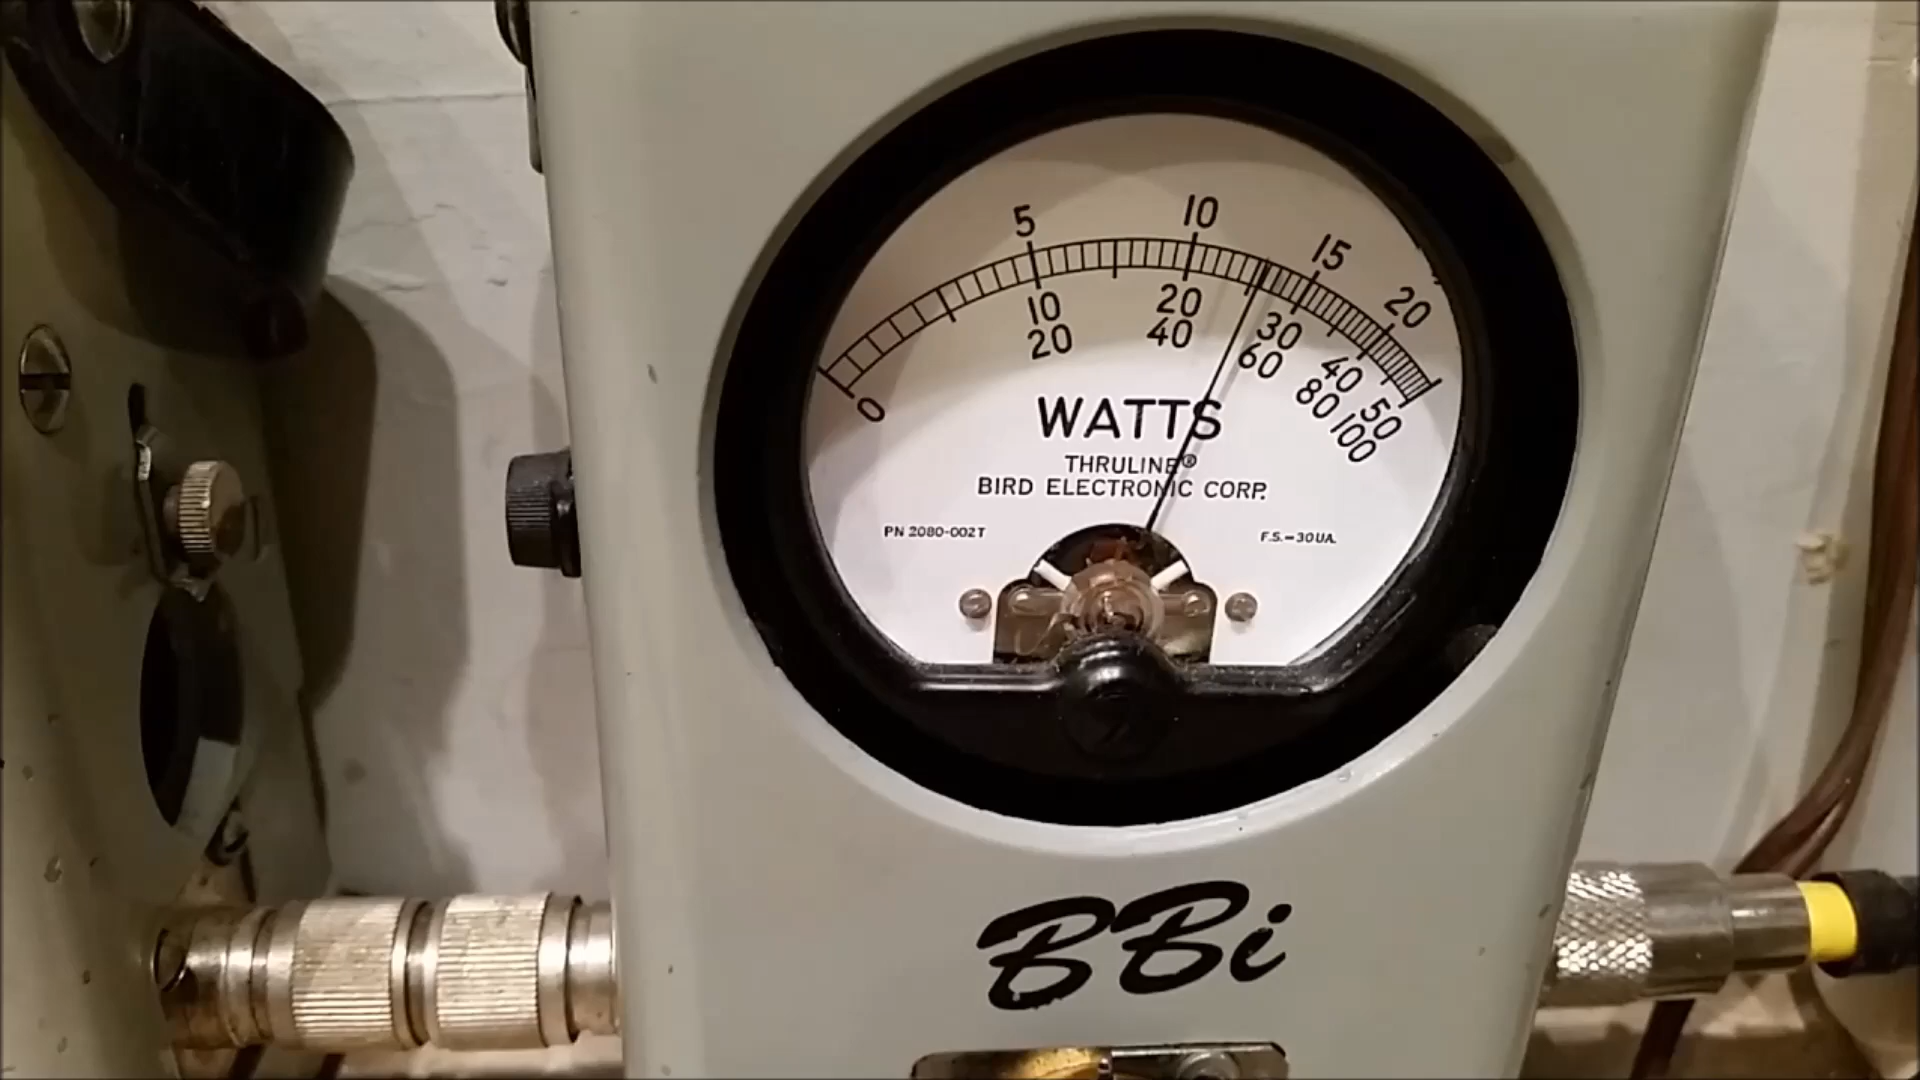 5 10 15 20
0 10 20 30 40 50
20 40 60 80 100
WATTS
THRULINE®
BIRD ELECTRONIC CORP.
PN 2080-002T
F.S.=30UA.
BBi